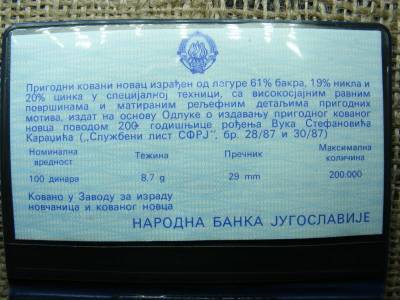 Пригодни ковани новац израђен од легуре 61% бакра, 19% никла и
20% цинка у специјалној техници, са високосјајним равним
површинама и матираним рељефним детаљима пригодних
мотива, издат на основу Одлуке о издавању пригодног кованог
новца поводом 200-годишњице рођења Вука Стефановића
Караџића („Службени лист СФРЈ", бр. 28/87 и 30/87)
Номинална вредност Тежина Пречник Максимална количина
100 динара 8,7 g 29 mm 200.000
Ковано у Заводу за израду
новчаница и кованог новца
НАРОДНА БАНКА ЈУГОСЛАВИЈЕ